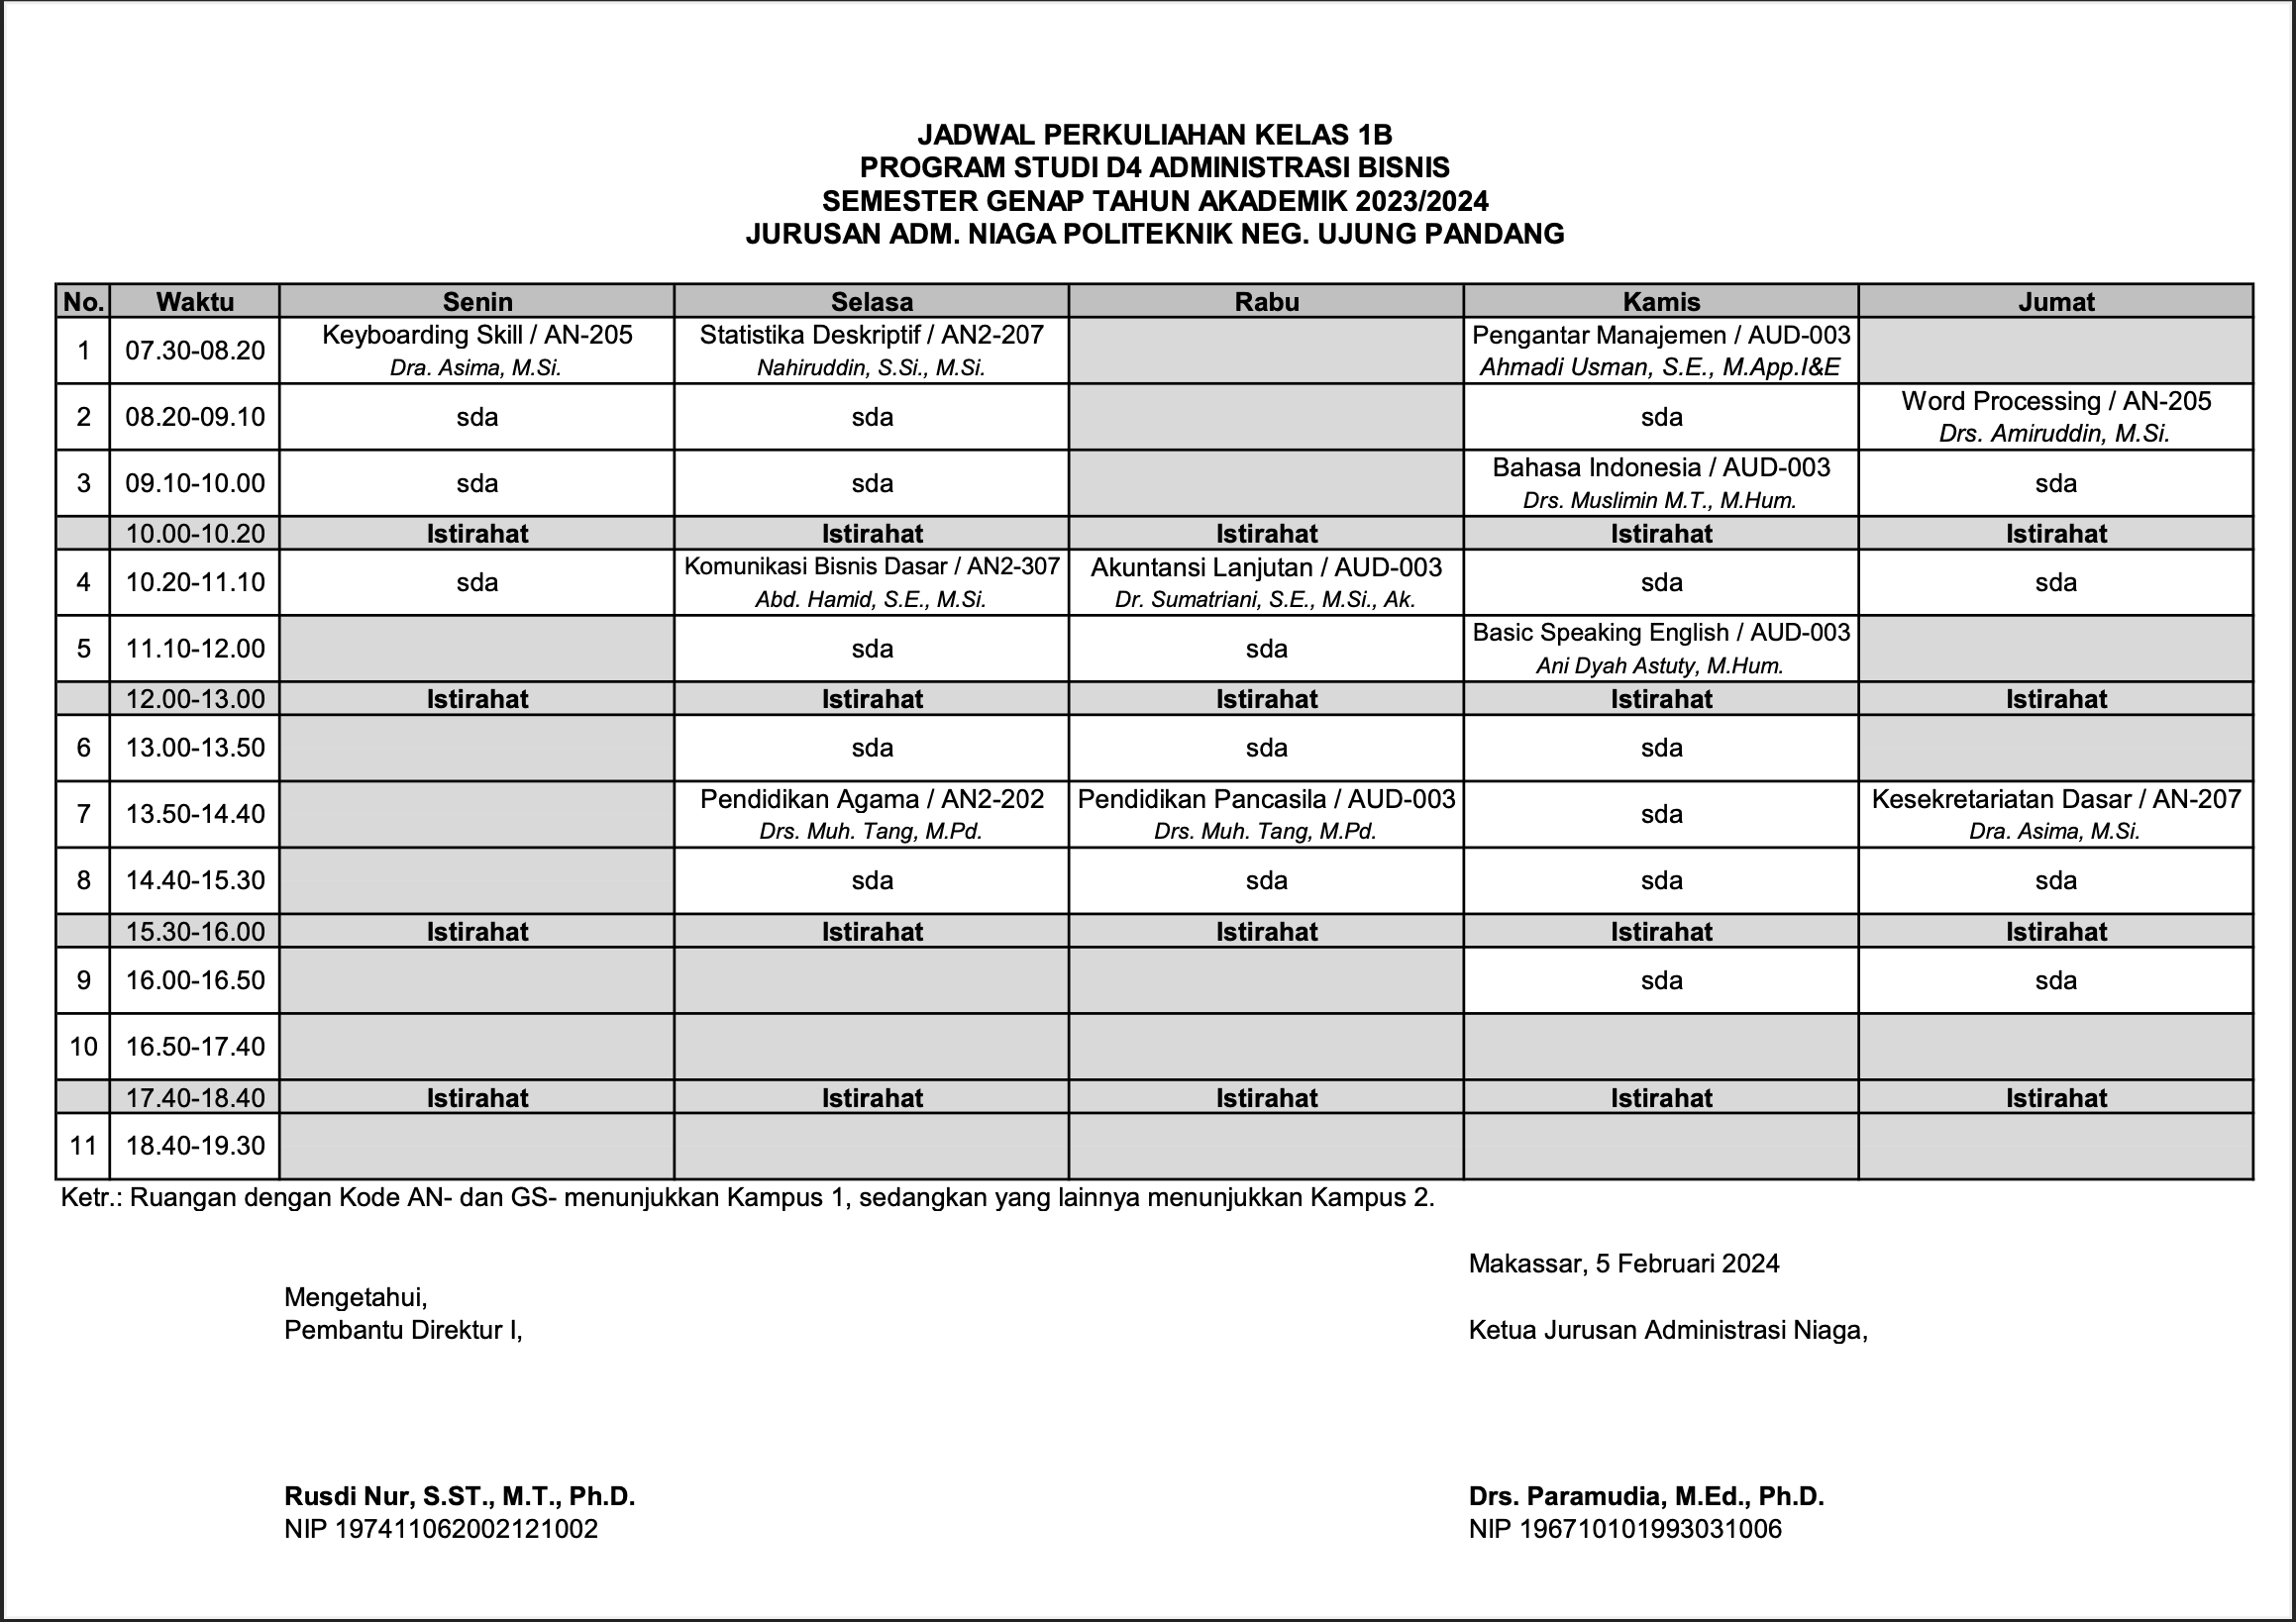 JADWAL PERKULIAHAN KELAS 1B
PROGRAM STUDI D4 ADMINISTRASI BISNIS
SEMESTER GENAP TAHUN AKADEMIK 2023/2024
JURUSAN ADM. NIAGA POLITEKNIK NEG. UJUNG PANDANG
No. Waktu Senin Selasa Rabu Kamis Jumat
1 07.30-08.20 Keyboarding Skill / AN-205 Statistika Deskriptif / AN2-207 Pengantar Manajemen / AUD-003
Dra. Asima, M.Si. Nahiruddin, S.Si., M.Si. Ahmadi Usman, S.E., M.App.I&E
2 08.20-09.10 sda sda sda Word Processing / AN-205
Drs. Amiruddin, M.Si.
3 09.10-10.00 sda sda Bahasa Indonesia / AUD-003 sda
Drs. Muslimin M.T., M.Hum.
10.00-10.20 Istirahat Istirahat Istirahat Istirahat Istirahat
4 10.20-11.10 sda Komunikasi Bisnis Dasar / AN2-307 Akuntansi Lanjutan / AUD-003 sda sda
Abd. Hamid, S.E., M.Si. Dr. Sumatriani, S.E., M.Si., Ak.
5 11.10-12.00 sda sda Basic Speaking English / AUD-003
Ani Dyah Astuty, M.Hum.
12.00-13.00 Istirahat Istirahat Istirahat Istirahat Istirahat
6 13.00-13.50 sda sda sda
7 13.50-14.40 Pendidikan Agama / AN2-202 Pendidikan Pancasila / AUD-003 sda Kesekretariatan Dasar / AN-207
Drs. Muh. Tang, M.Pd. Drs. Muh. Tang, M.Pd. Dra. Asima, M.Si.
8 14.40-15.30 sda sda sda sda
15.30-16.00 Istirahat Istirahat Istirahat Istirahat Istirahat
9 16.00-16.50 sda sda
10 16.50-17.40
17.40-18.40 Istirahat Istirahat Istirahat Istirahat Istirahat
11 18.40-19.30
Ketr.: Ruangan dengan Kode AN- dan GS- menunjukkan Kampus 1, sedangkan yang lainnya menunjukkan Kampus 2.
Makassar, 5 Februari 2024
Mengetahui,
Pembantu Direktur I, Ketua Jurusan Administrasi Niaga,
Rusdi Nur, S.ST., M.T., Ph.D. Drs. Paramudia, M.Ed., Ph.D.
NIP 197411062002121002 NIP 196710101993031006